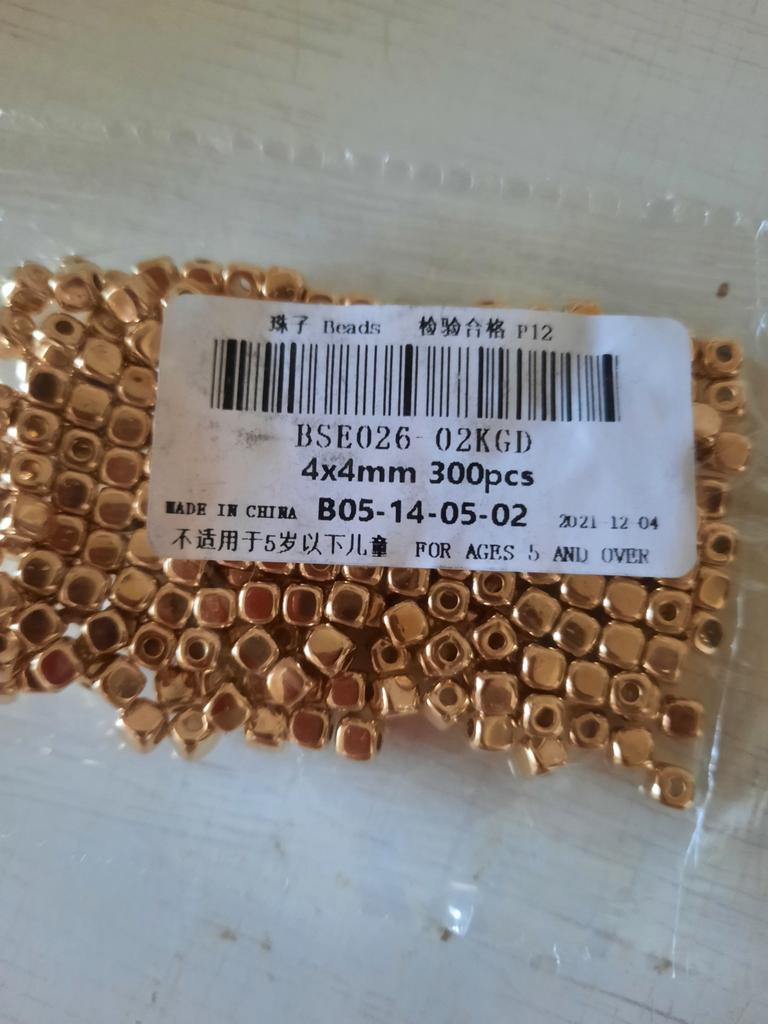 珠子 Beads 检验合格 P12
BSE026-02KGD
4x4mm 300pcs
MADE IN CHINA B05-14-05-02 2021-12-04
不适用于5岁以下儿童 FOR AGES 5 AND OVER